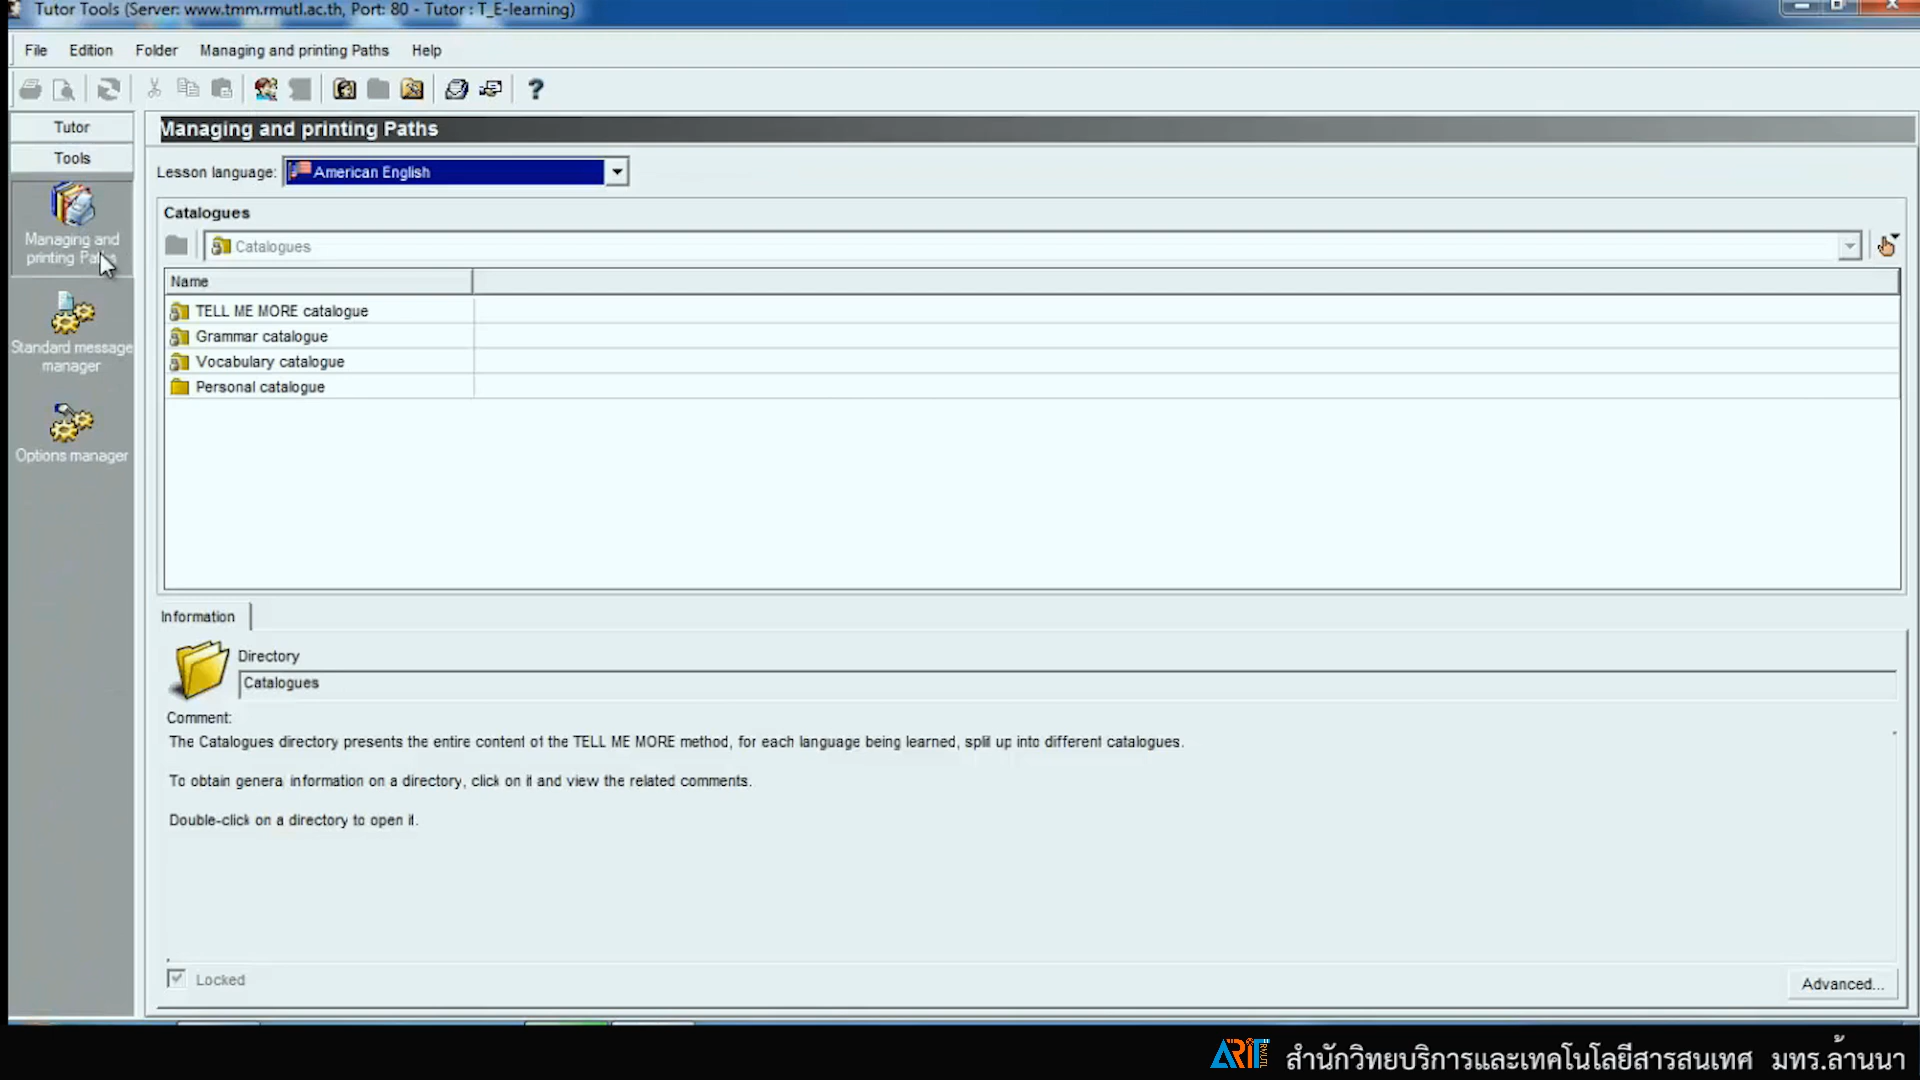 Tutor Tools (Server: www.tmm.rmutl.ac.th, Port: 80 - Tutor : T_E-learning)
File Edition Folder Managing and printing Paths Help
Tutor
Tools
Managing and
printing Paths
Standard message
manager
Options manager
Managing and printing Paths
Lesson language: American English
Catalogues
Catalogues
Name
TELL ME MORE catalogue
Grammar catalogue
Vocabulary catalogue
Personal catalogue
Information
Directory
Catalogues
Comment:
The Catalogues directory presents the entire content of the TELL ME MORE method, for each language being learned, split up into different catalogues.
To obtain general information on a directory, click on it and view the related comments.
Double-click on a directory to open it.
Locked
Advanced...
ARIT RMUTL สำนักวิทยบริการและเทคโนโลยีสารสนเทศ มทร.ล้านนา